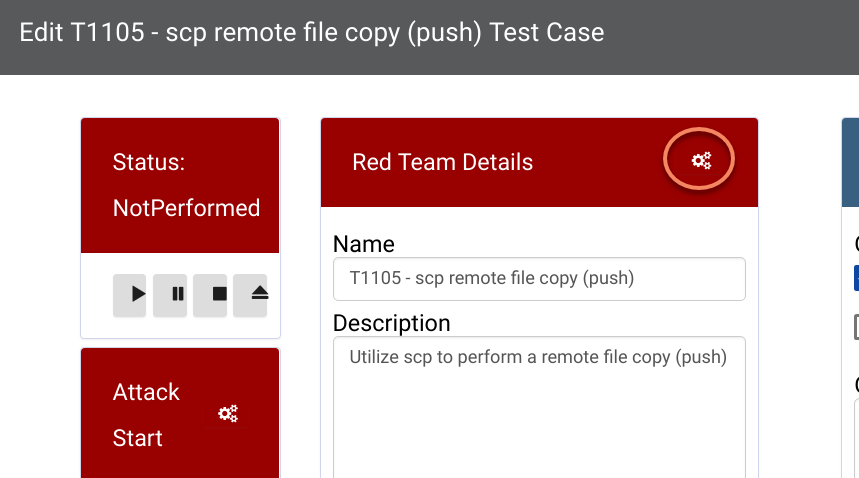 Edit T1105 - scp remote file copy (push) Test Case
Status:
NotPerformed
Attack
Start
Red Team Details
Name
T1105 - scp remote file copy (push)
Description
Utilize scp to perform a remote file copy (push)